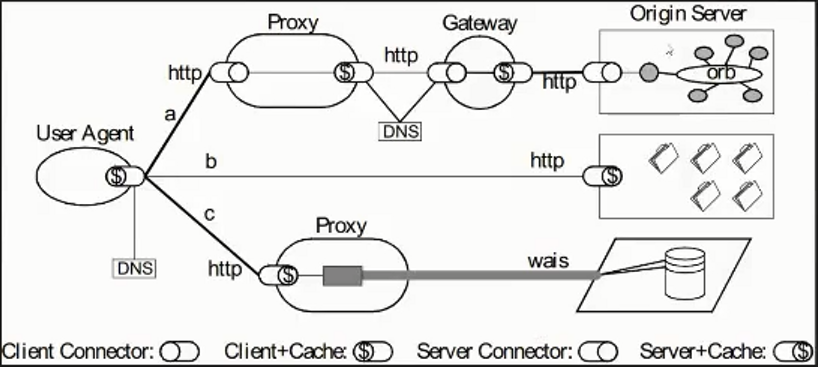 Origin Server
Proxy
Gateway
http
$
http
$
http
orb
a
DNS
User Agent
$
b
http
$
c
Proxy
DNS
http
$
wais
Client Connector:
Client+Cache: $
Server Connector:
Server+Cache: $